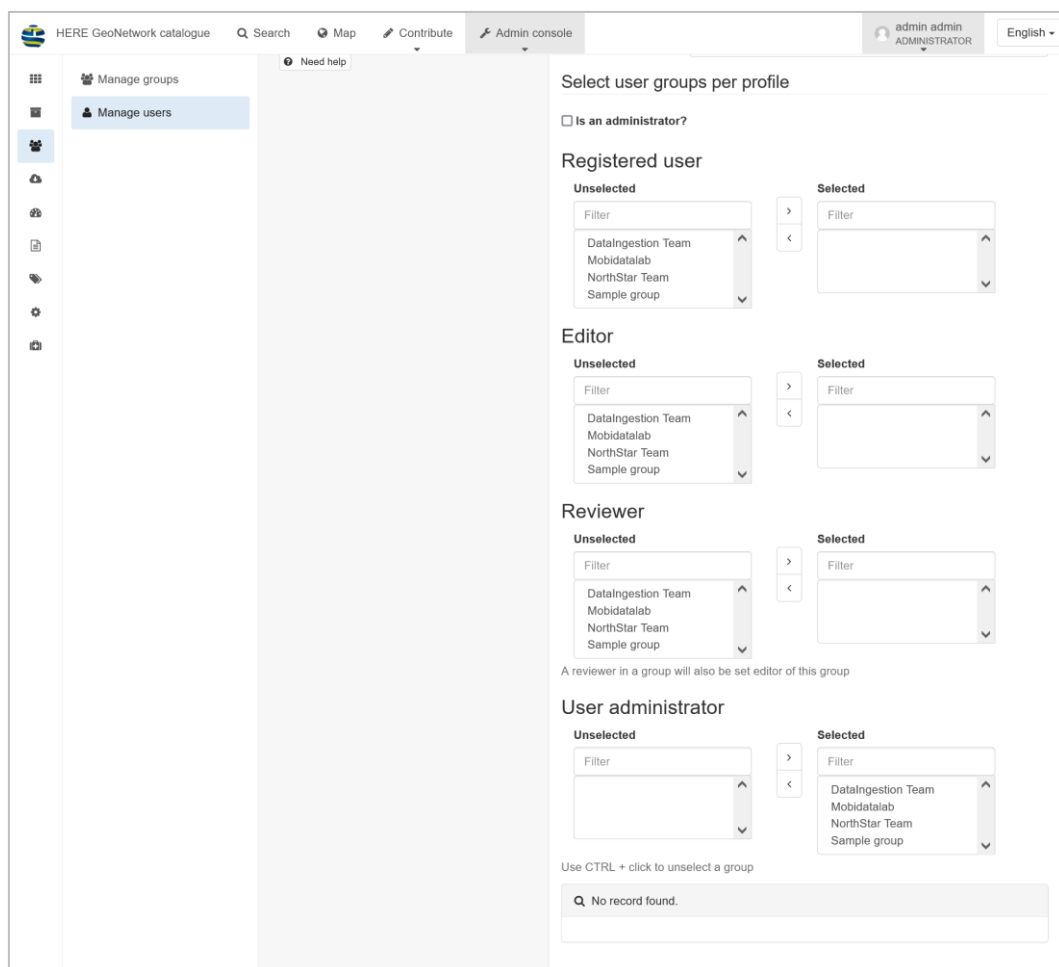 HERE GeoNetwork catalogue Search Map Contribute Admin console admin admin ADMINISTRATOR English
Need help
Manage groups
Manage users
Select user groups per profile
Is an administrator?
Registered user
Unselected Selected
Filter Filter
DataIngestion Team
Mobidatalab
NorthStar Team
Sample group
Editor
Unselected Selected
Filter Filter
DataIngestion Team
Mobidatalab
NorthStar Team
Sample group
Reviewer
Unselected Selected
Filter Filter
DataIngestion Team
Mobidatalab
NorthStar Team
Sample group
A reviewer in a group will also be set editor of this group
User administrator
Unselected Selected
Filter Filter
DataIngestion Team
Mobidatalab
NorthStar Team
Sample group
Use CTRL + click to unselect a group
No record found.